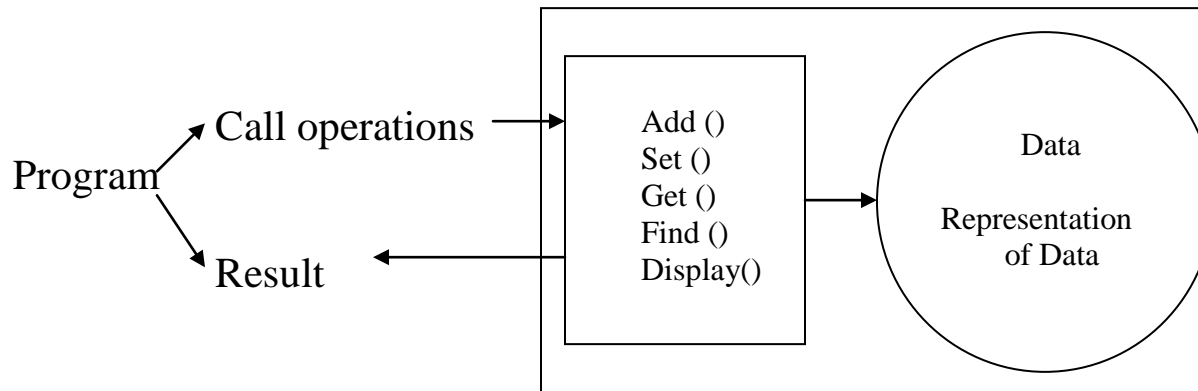 Program
Call operations
Result
Add ()
Set ()
Get ()
Find ()
Display()
Data
Representation
of Data